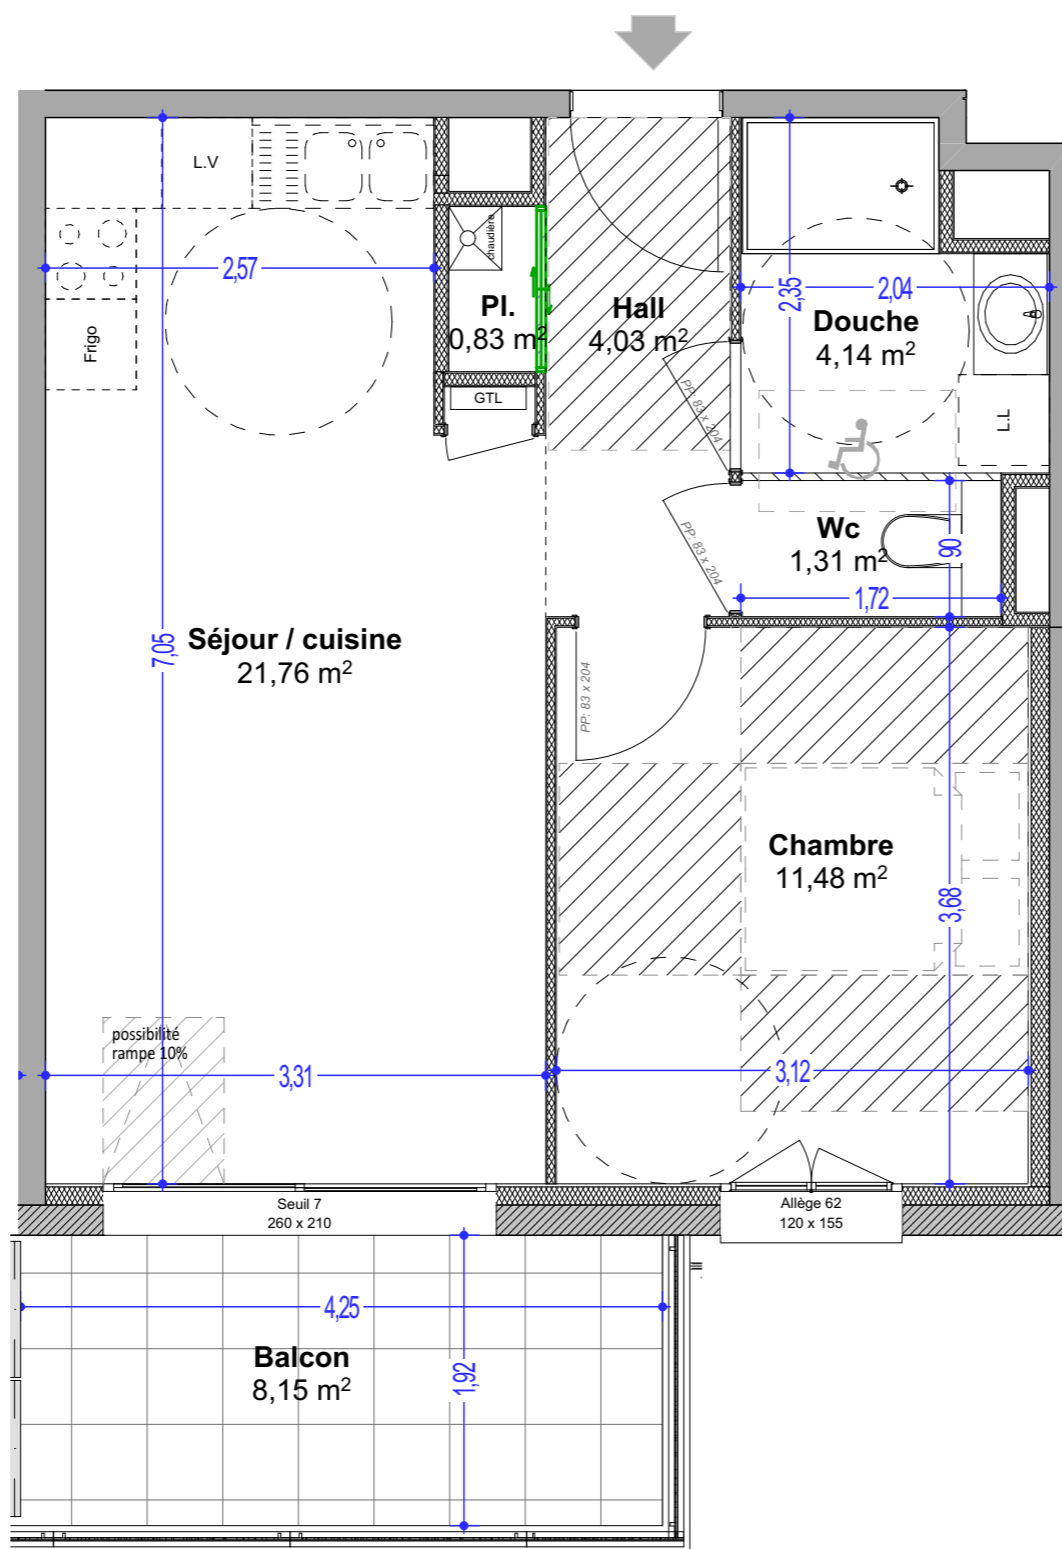 L.V
chaudière
2,57
Frigo
Pl.
0,83 m²
GTL
Hall
4,03 m²
2,35
2,04
Douche
4,14 m²
PP: 83 x 204
L.L
Wc
1,31 m²
90
1,72
PP: 83 x 204
Séjour / cuisine
21,76 m²
7,05
PP: 83 x 204
Chambre
11,48 m²
3,68
possibilité
rampe 10%
3,31
3,12
Seuil 7
260 x 210
Allège 62
120 x 155
4,25
Balcon
8,15 m²
1,92